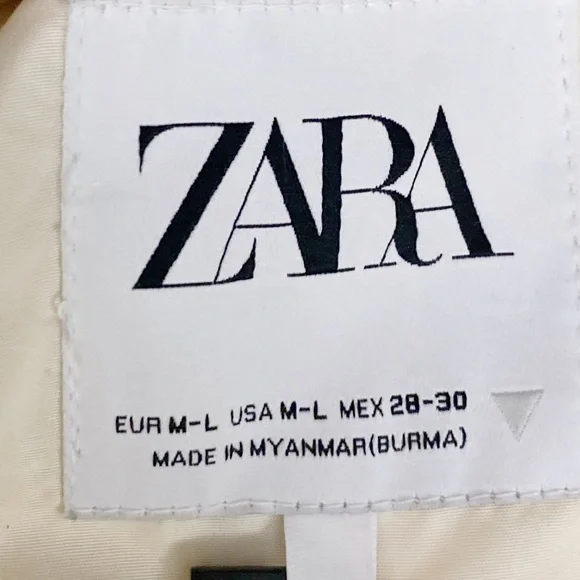 ZARA
EUR M-L USA M-L MEX 28-30
MADE IN MYANMAR(BURMA)